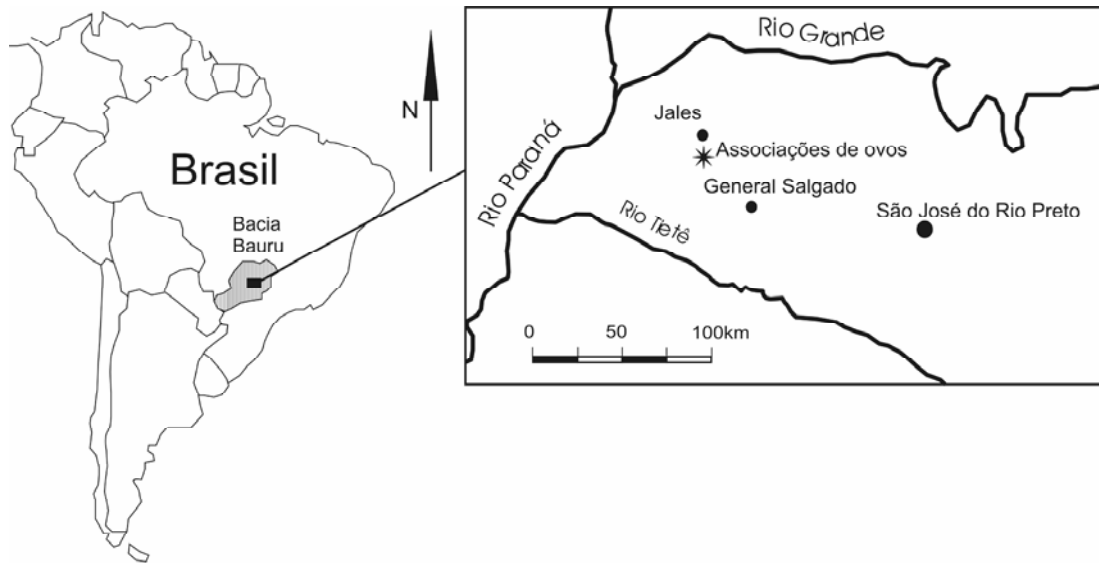 N
Brasil
Bacia
Bauru
Rio Grande
Jales
Associações de ovos
General Salgado
São José do Rio Preto
Rio Paraná
Rio Tietê
0 50 100km